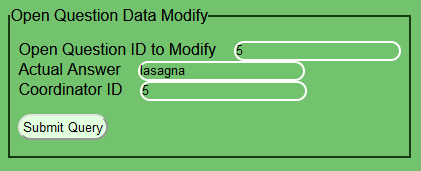 Open Question Data Modify
Open Question ID to Modify 5
Actual Answer lasagna
Coordinator ID 5
Submit Query